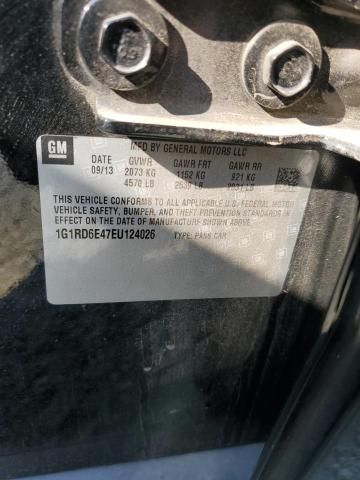 GM
MFD BY GENERAL MOTORS LLC
DATE GVWR GAWR FRT GAWR RR
09/13 2073 KG 1152 KG 921 KG
4570 LB 2539 LB 2031 LB
THIS VEHICLE CONFORMS TO ALL APPLICABLE U.S. FEDERAL MOTOR
VEHICLE SAFETY, BUMPER, AND THEFT PREVENTION STANDARDS IN
EFFECT ON THE DATE OF MANUFACTURE SHOWN ABOVE.
1G1RD6E47EU124026 TYPE: PASS CAR